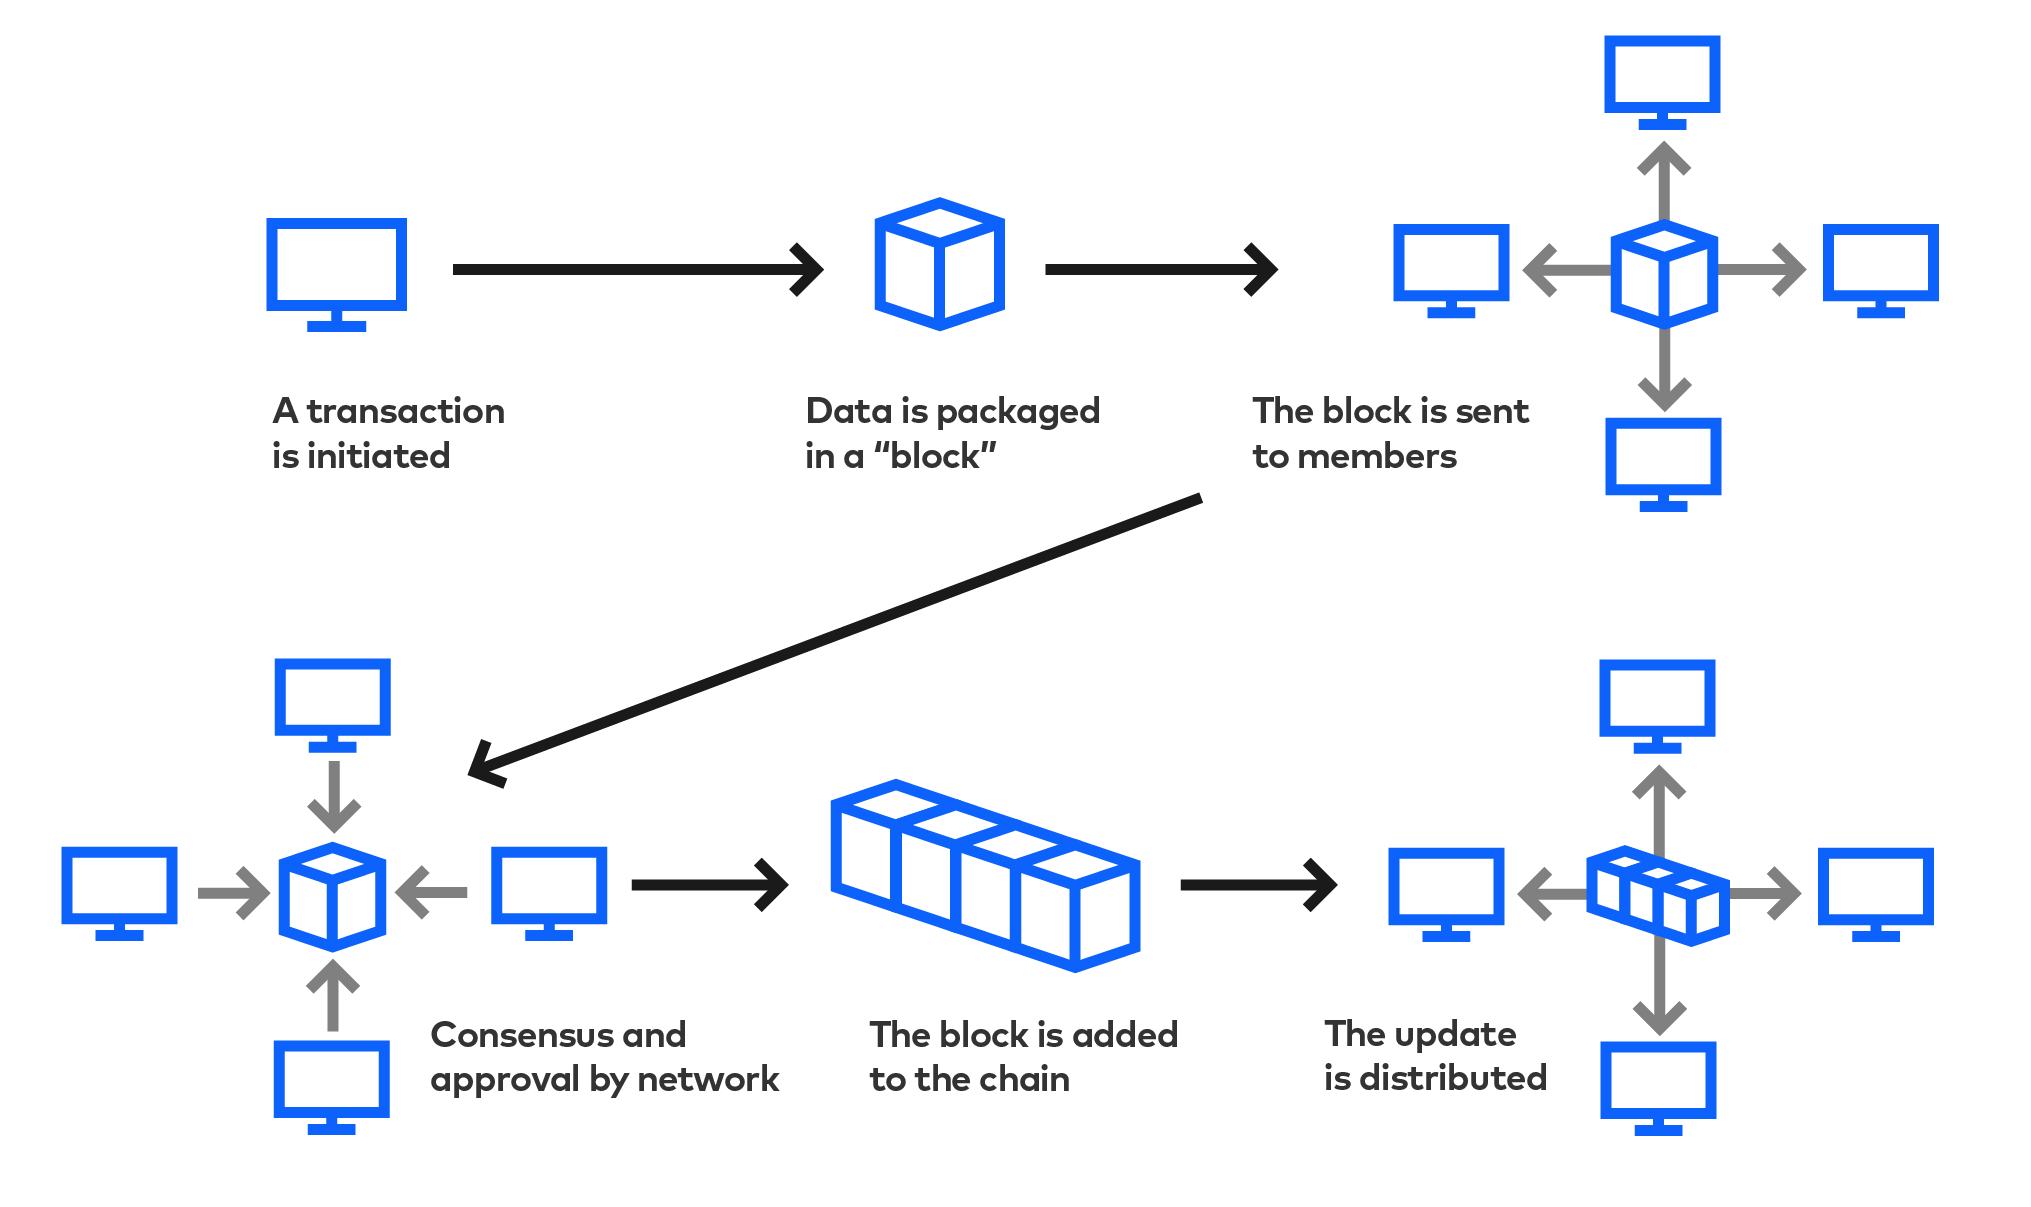 A transaction
is initiated
Data is packaged
in a “block”
The block is sent
to members
Consensus and
approval by network
The block is added
to the chain
The update
is distributed